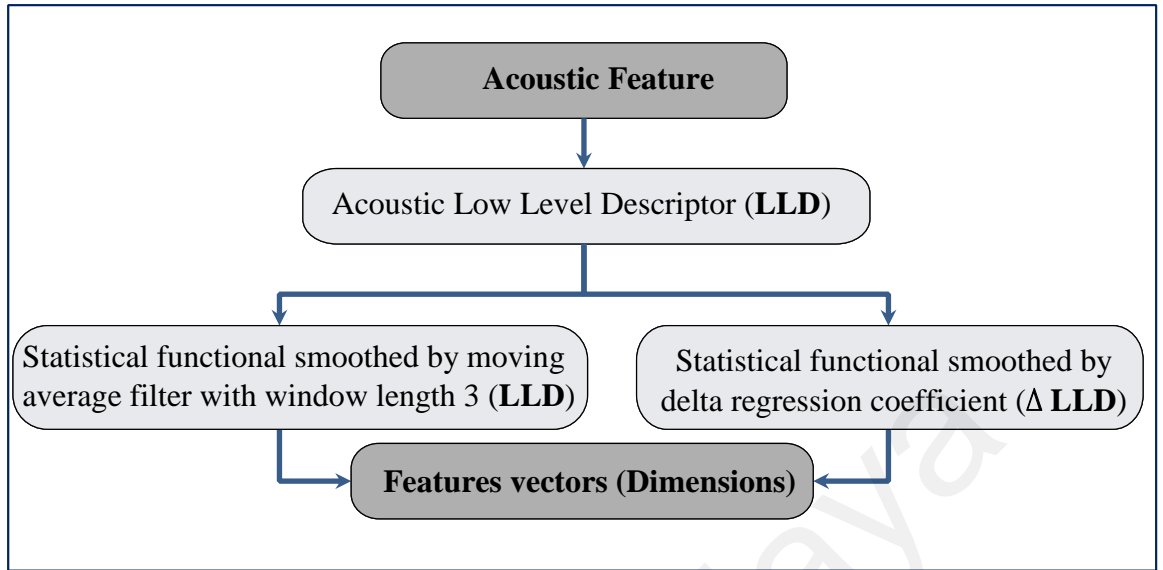 Acoustic Feature
Acoustic Low Level Descriptor (LLD)
Statistical functional smoothed by moving
average filter with window length 3 (LLD)
Statistical functional smoothed by
delta regression coefficient (Δ LLD)
Features vectors (Dimensions)